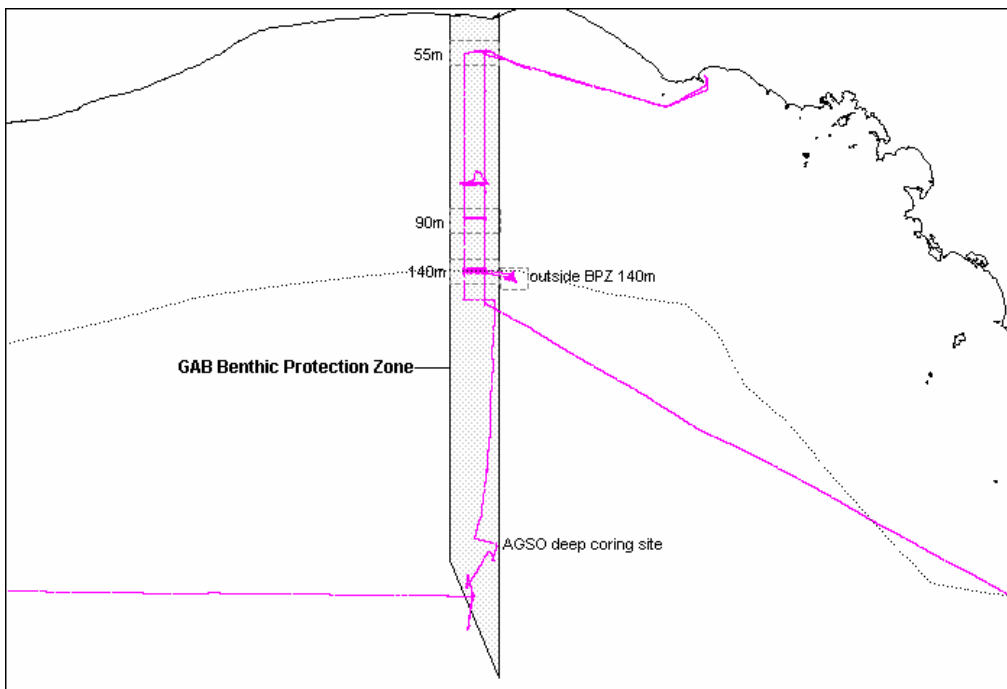 55m
90m
140m
outside BPZ 140m
GAB Benthic Protection Zone
AGSO deep coring site